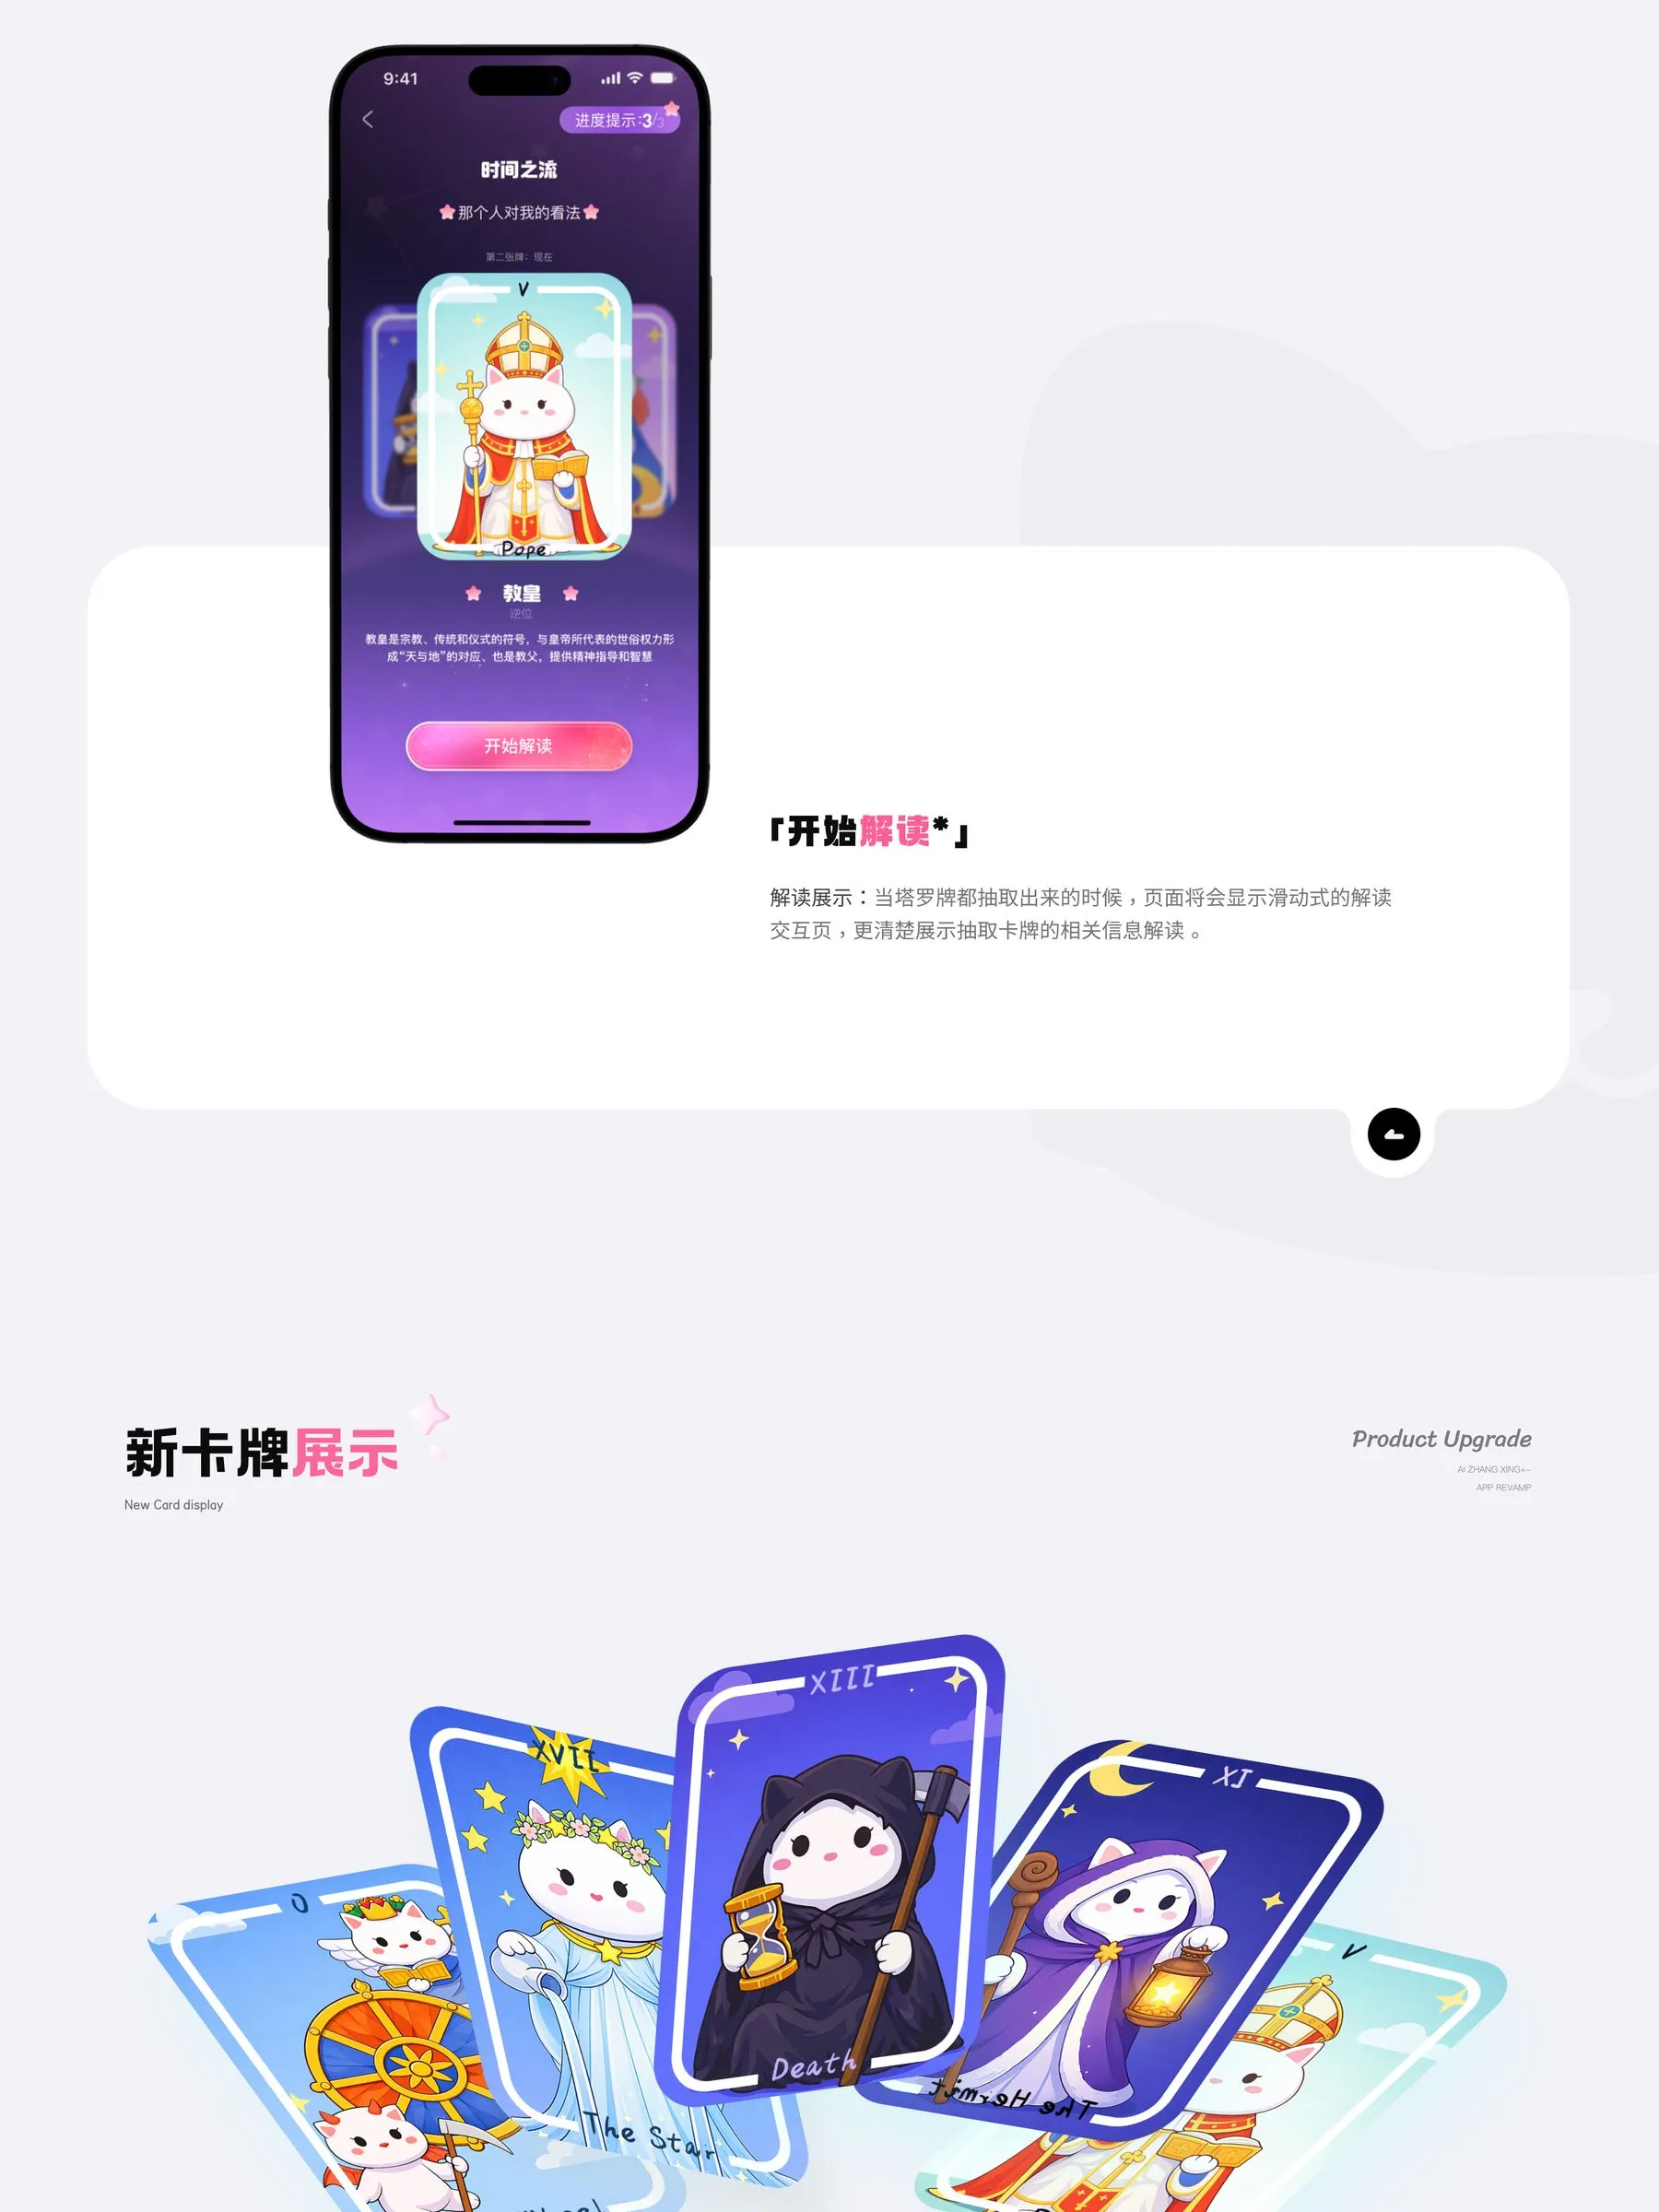 9:41
进度提示:3/3
时间之流
那个人对我的看法
第二张牌：现在
V
Pope
教皇
逆位
教皇是宗教、传统和仪式的符号，与皇帝所代表的世俗权力形
成“天与地”的对应、也是教父，提供精神指导和智慧
开始解读
「开始解读*」
解读展示：当塔罗牌都抽取出来的时候，页面将会显示滑动式的解读
交互页，更清楚展示抽取卡牌的相关信息解读。
新卡牌展示
New Card display
Product Upgrade
AI ZHANG XING+—
APP REVAMP
XIII
Death
XVII
The Star
XI
The Hermit
O
V